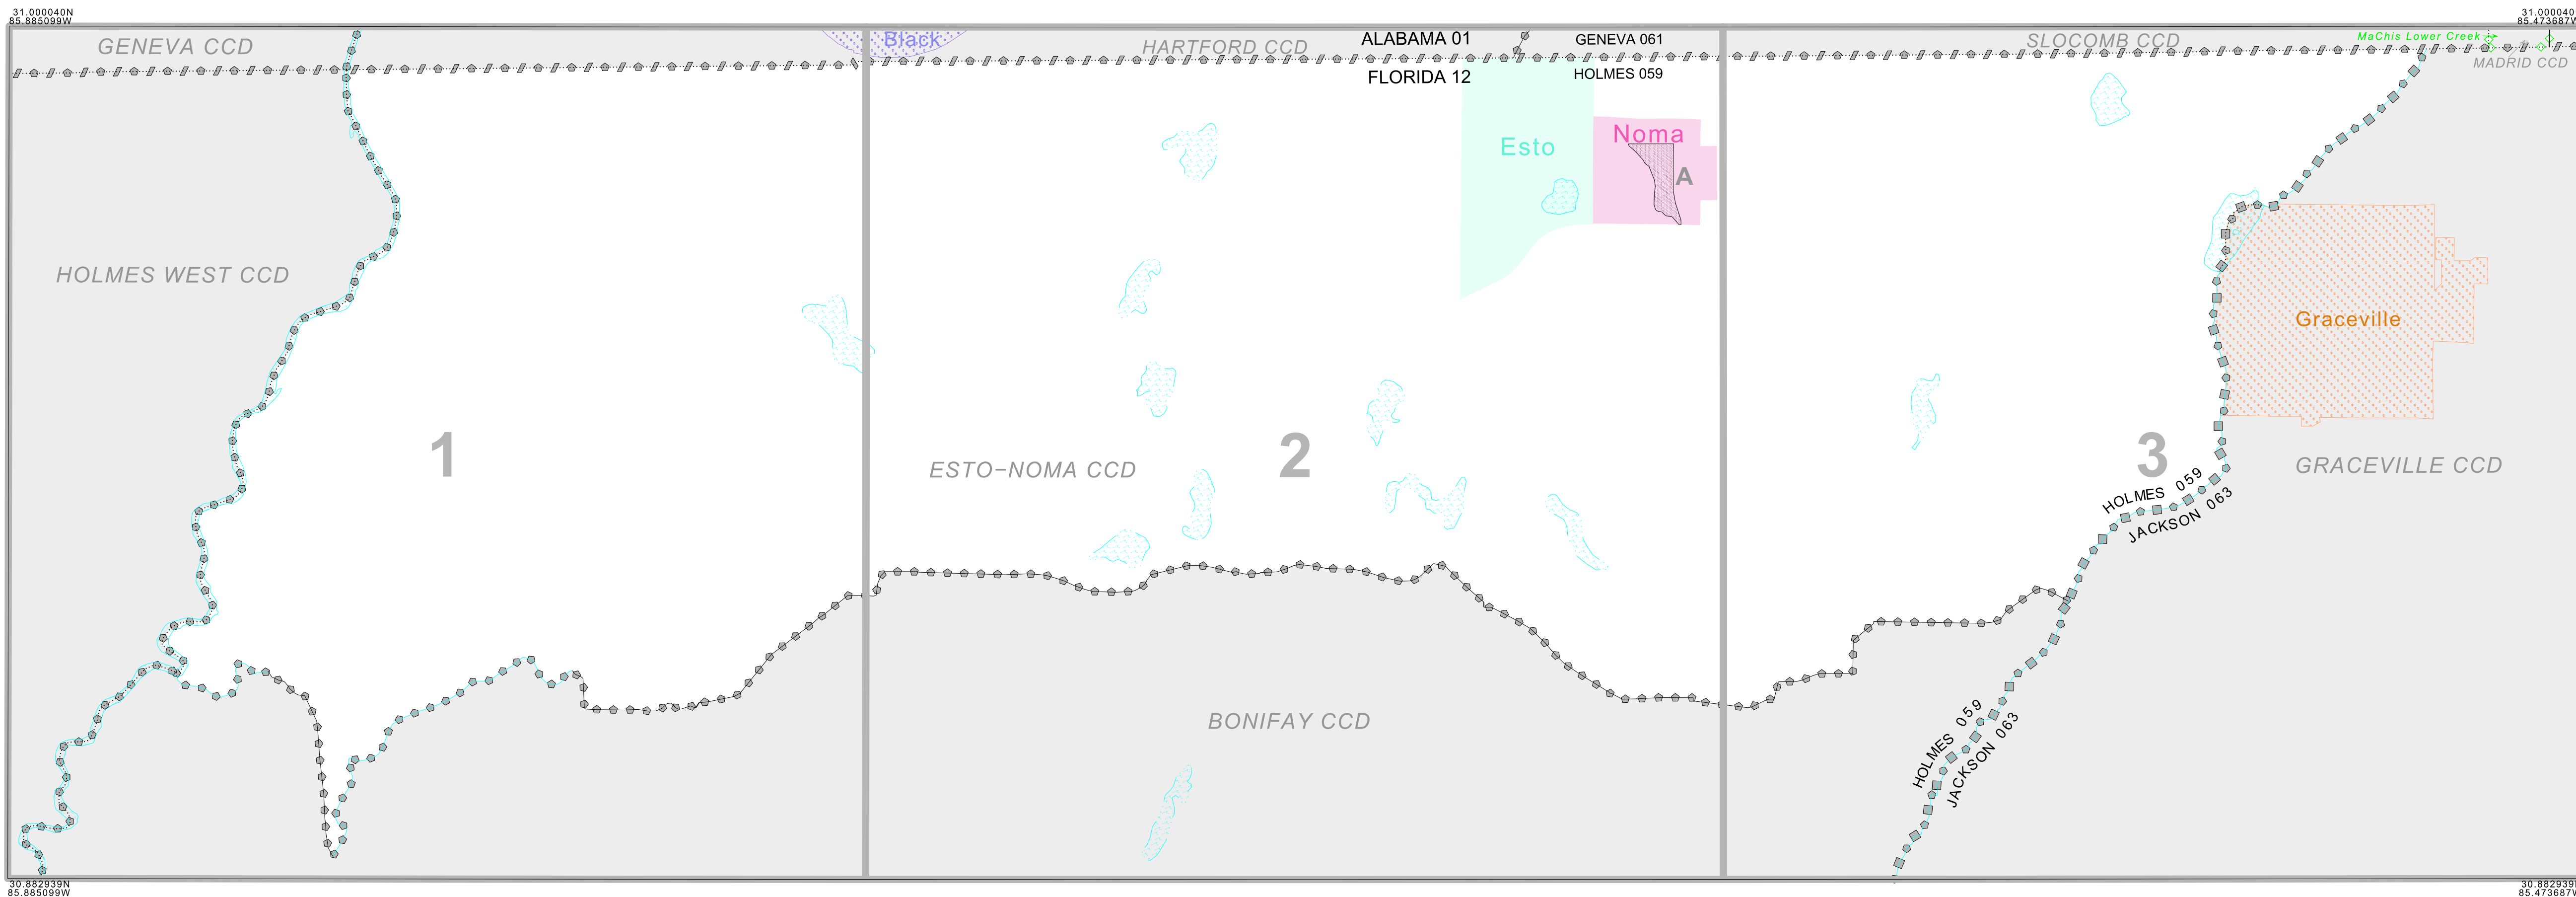 31.000040N
85.885099W
31.000040
85.473687W
GENEVA CCD
Black
HARTFORD CCD
ALABAMA 01
GENEVA 061
SLOCOMB CCD
MaChis Lower Creek
MADRID CCD
FLORIDA 12
HOLMES 059
Esto
Noma
A
HOLMES WEST CCD
Graceville
1
2
3
ESTO-NOMA CCD
GRACEVILLE CCD
HOLMES 059
JACKSON 063
BONIFAY CCD
HOLMES 059
JACKSON 063
30.882939N
85.885099W
30.882939N
85.473687W